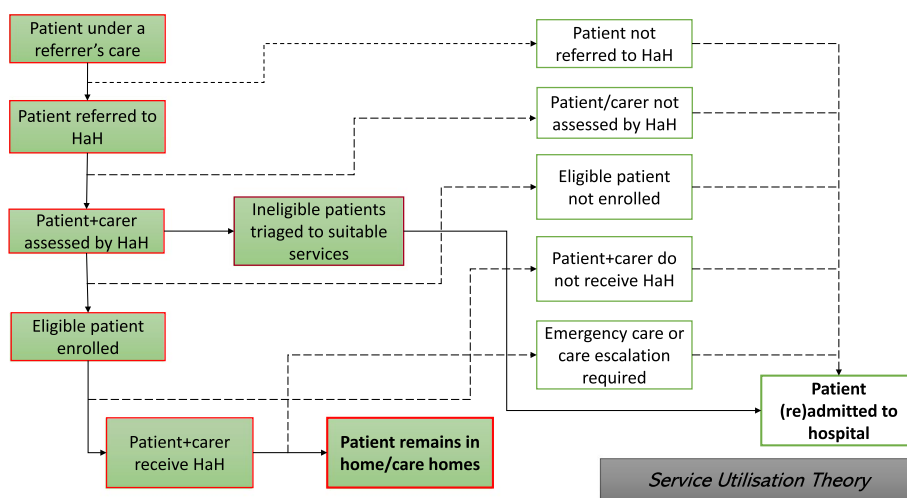 Patient under a
referrer's care
Patient not
referred to HaH
Patient referred to
HaH
Patient/carer not
assessed by HaH
Eligible patient
not enrolled
Patient+carer
assessed by HaH
Ineligible patients
triaged to suitable
services
Patient+carer do
not receive HaH
Eligible patient
enrolled
Emergency care or
care escalation
required
Patient
(re)admitted to
hospital
Patient+carer
receive HaH
Patient remains in
home/care homes
Service Utilisation Theory